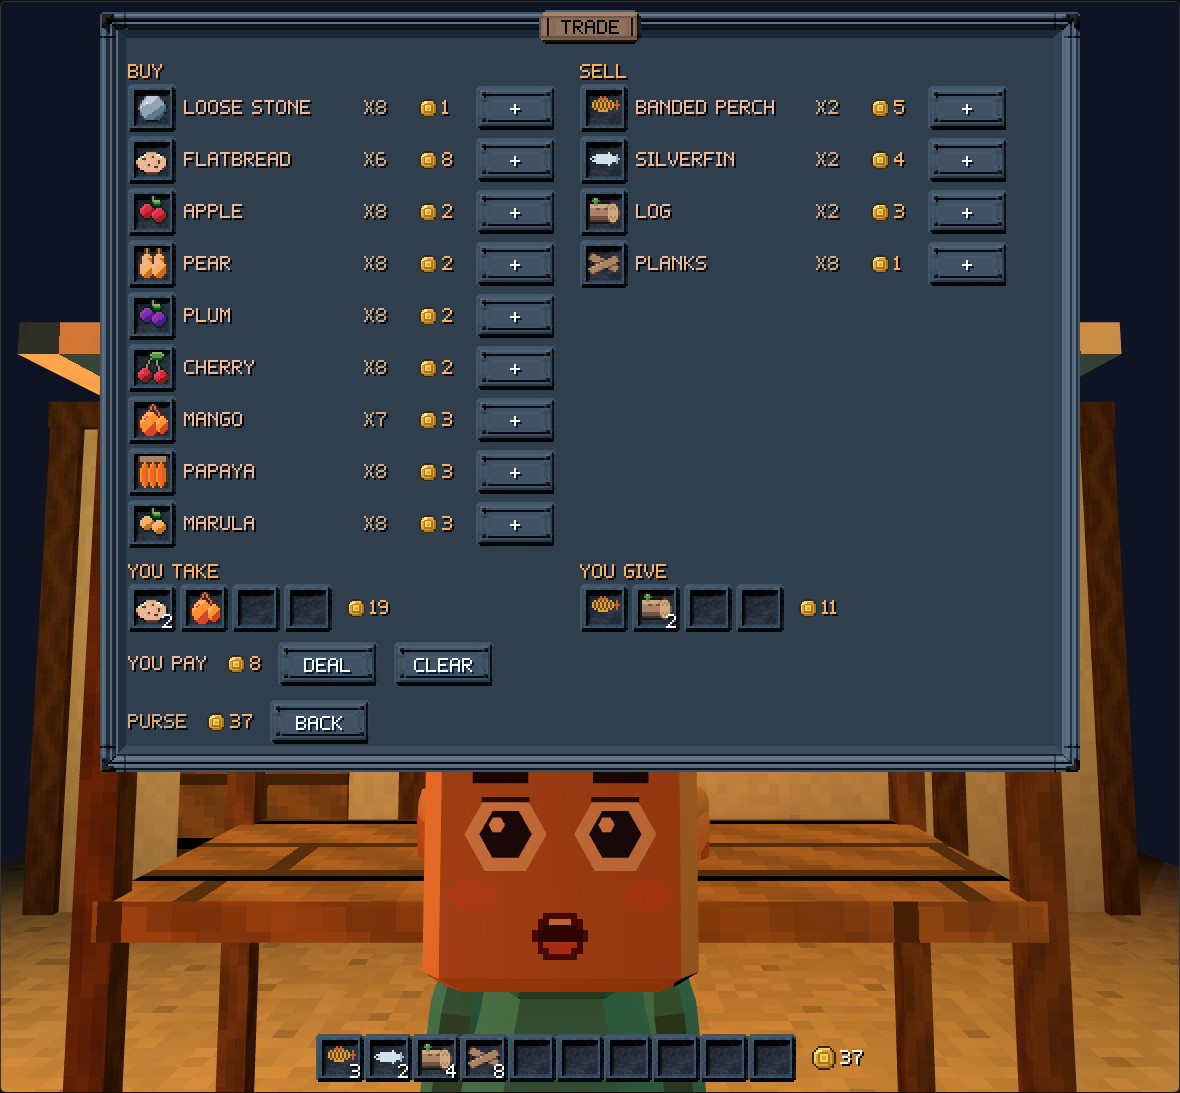 TRADE
BUY
LOOSE STONE X8 1 +
FLATBREAD X6 8 +
APPLE X8 2 +
PEAR X8 2 +
PLUM X8 2 +
CHERRY X8 2 +
MANGO X7 3 +
PAPAYA X8 3 +
MARULA X8 3 +
SELL
BANDED PERCH X2 5 +
SILVERFIN X2 4 +
LOG X2 3 +
PLANKS X8 1 +
YOU TAKE
2 19
YOU GIVE
2 11
YOU PAY 8 DEAL CLEAR
PURSE 37 BACK
3 2 4 8 37